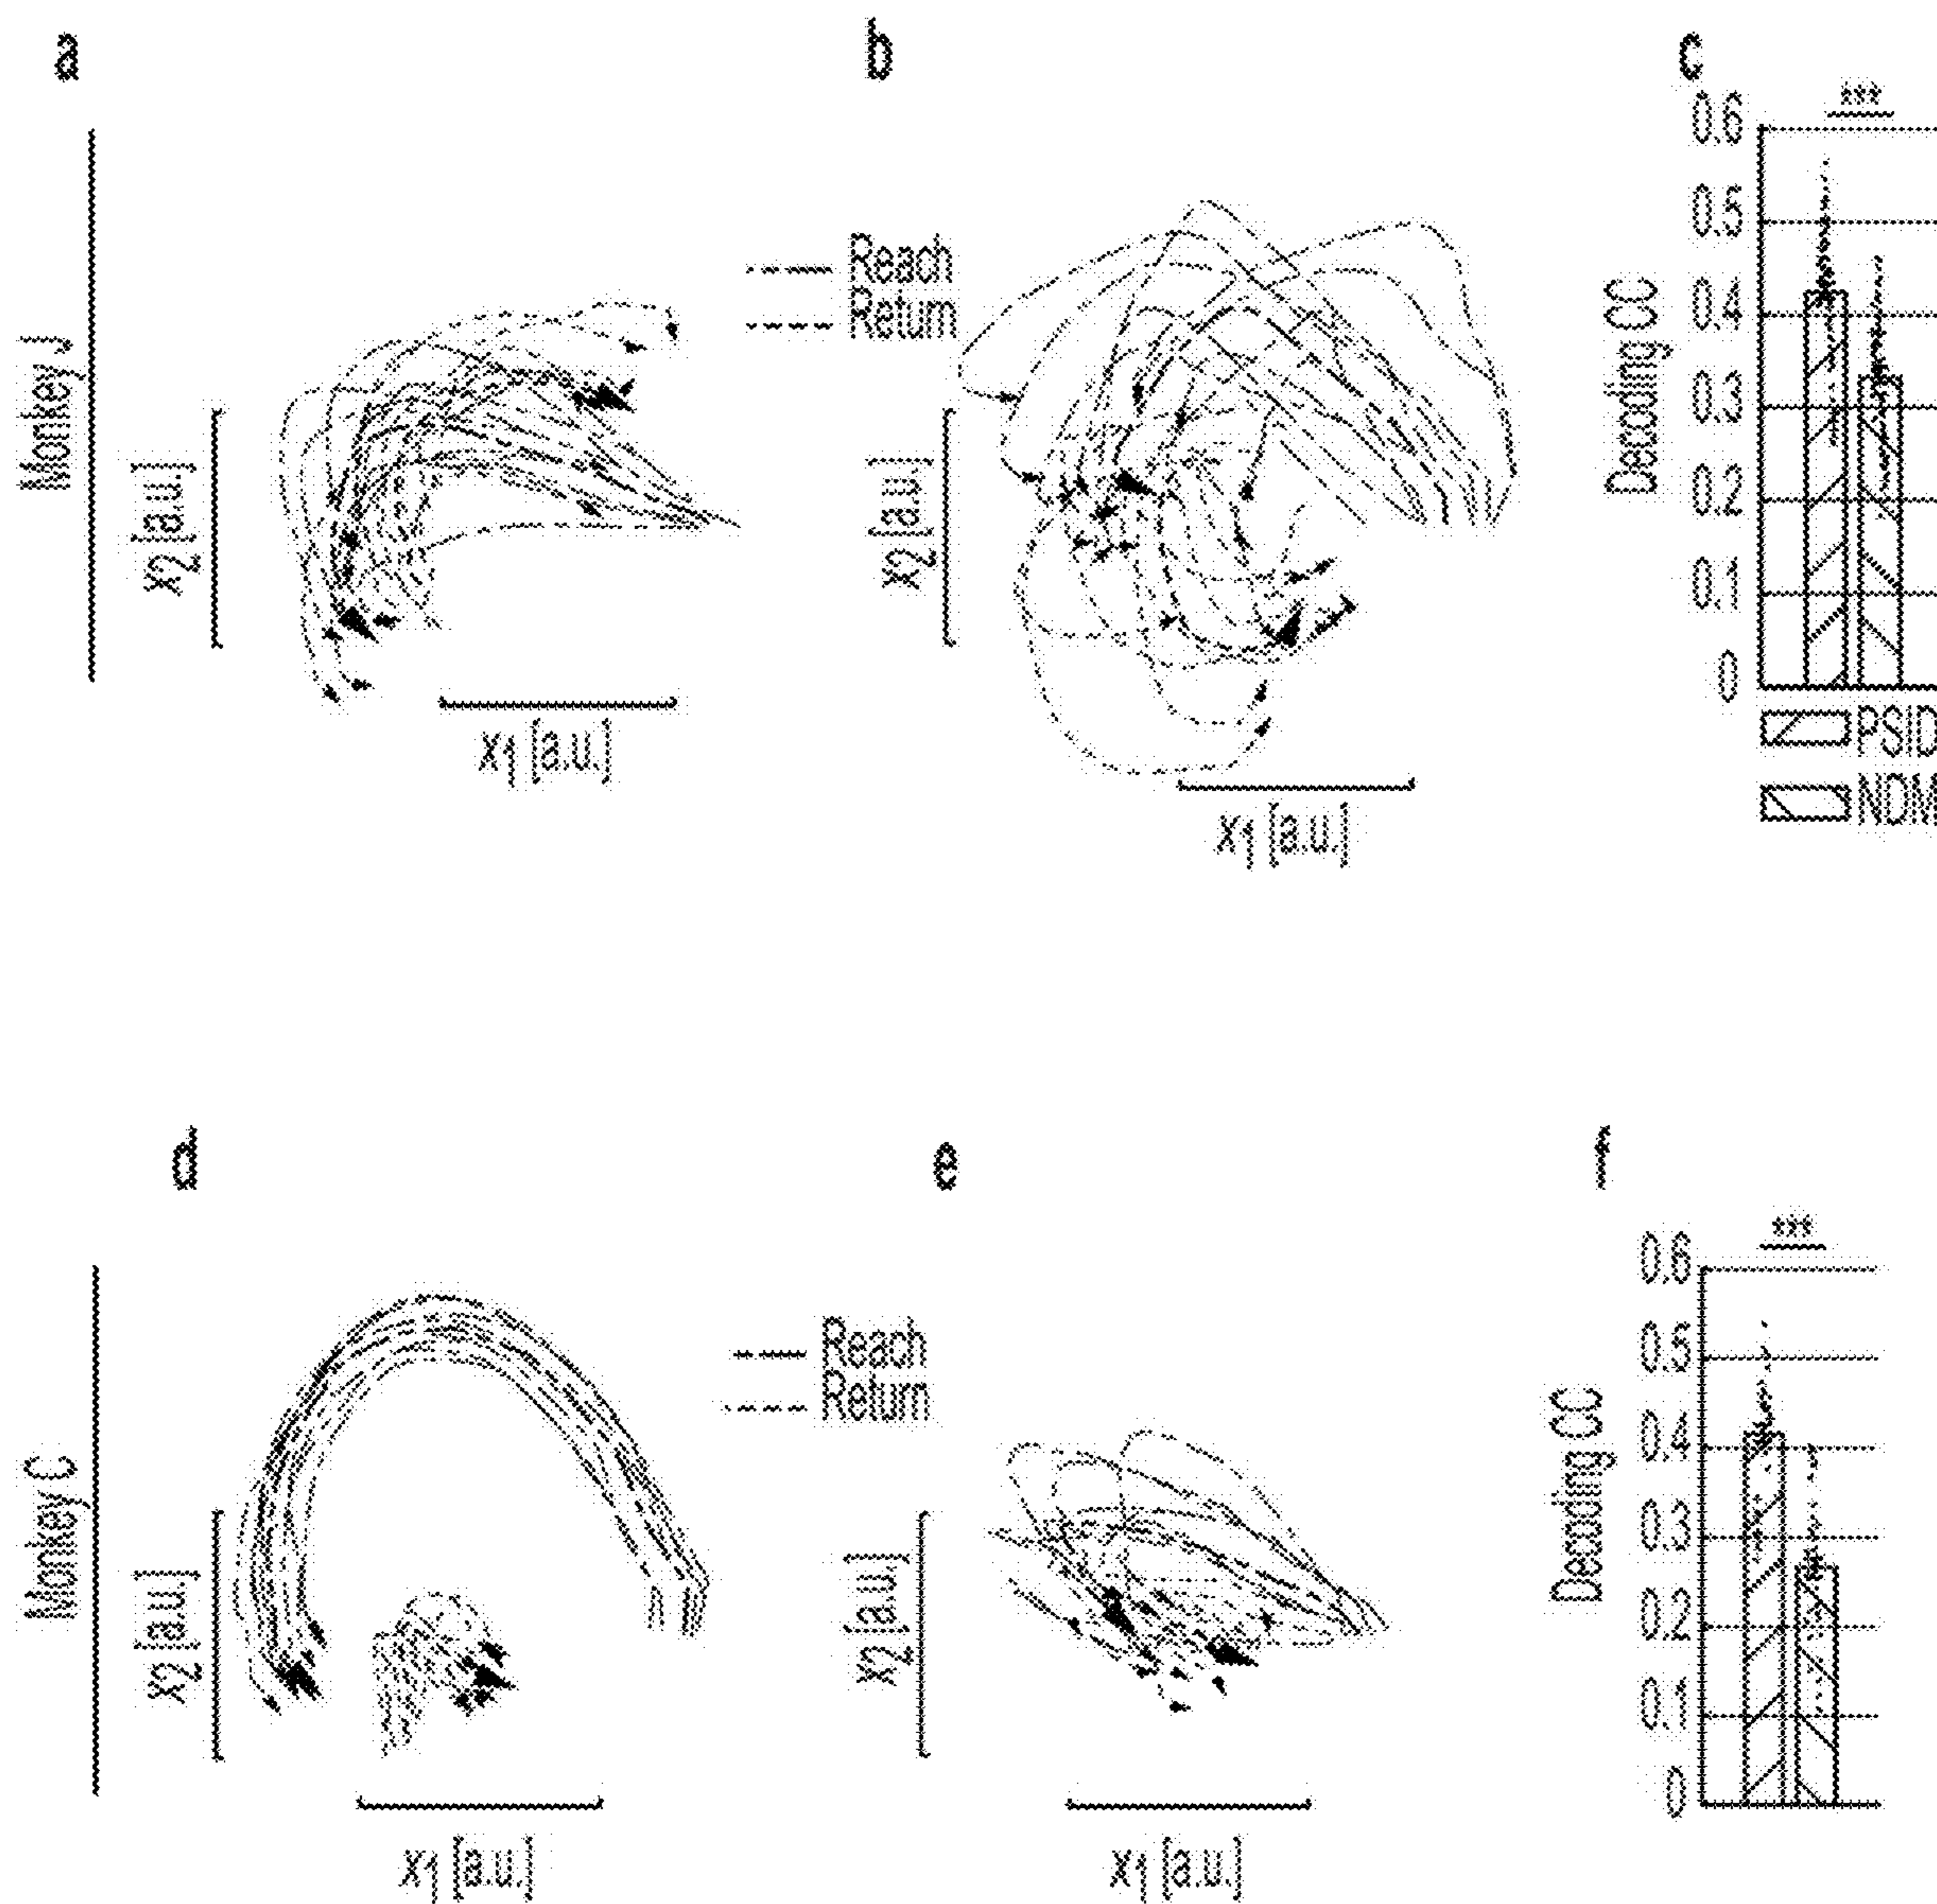 a
b
c
Monkey J
x2 [a.u.]
x1 [a.u.]
Reach
Return
x2 [a.u.]
x1 [a.u.]
***
Decoding CC
0.6
0.5
0.4
0.3
0.2
0.1
0
PSID
NDM
d
e
f
Monkey C
x2 [a.u.]
x1 [a.u.]
Reach
Return
x2 [a.u.]
x1 [a.u.]
***
Decoding CC
0.6
0.5
0.4
0.3
0.2
0.1
0